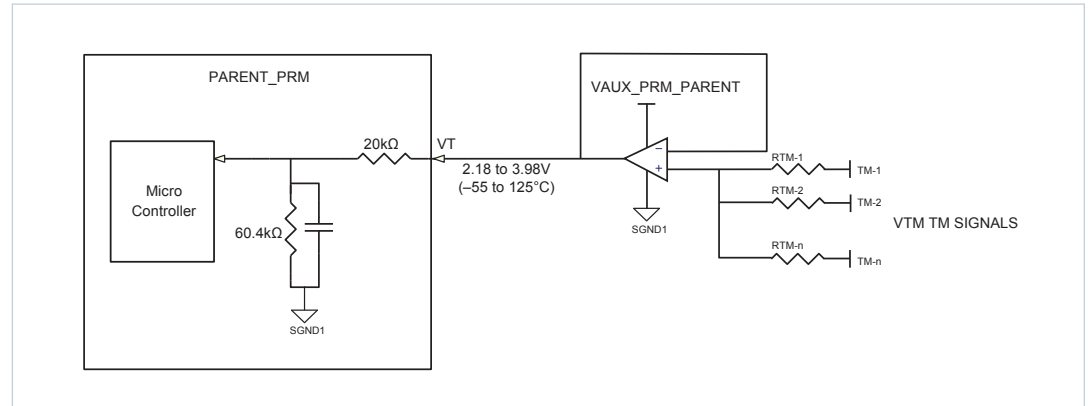 PARENT_PRM
VAUX_PRM_PARENT
20kΩ
VT
2.18 to 3.98V
(–55 to 125°C)
–
+
RTM-1
TM-1
RTM-2
TM-2
RTM-n
TM-n
VTM TM SIGNALS
Micro
Controller
60.4kΩ
SGND1
SGND1